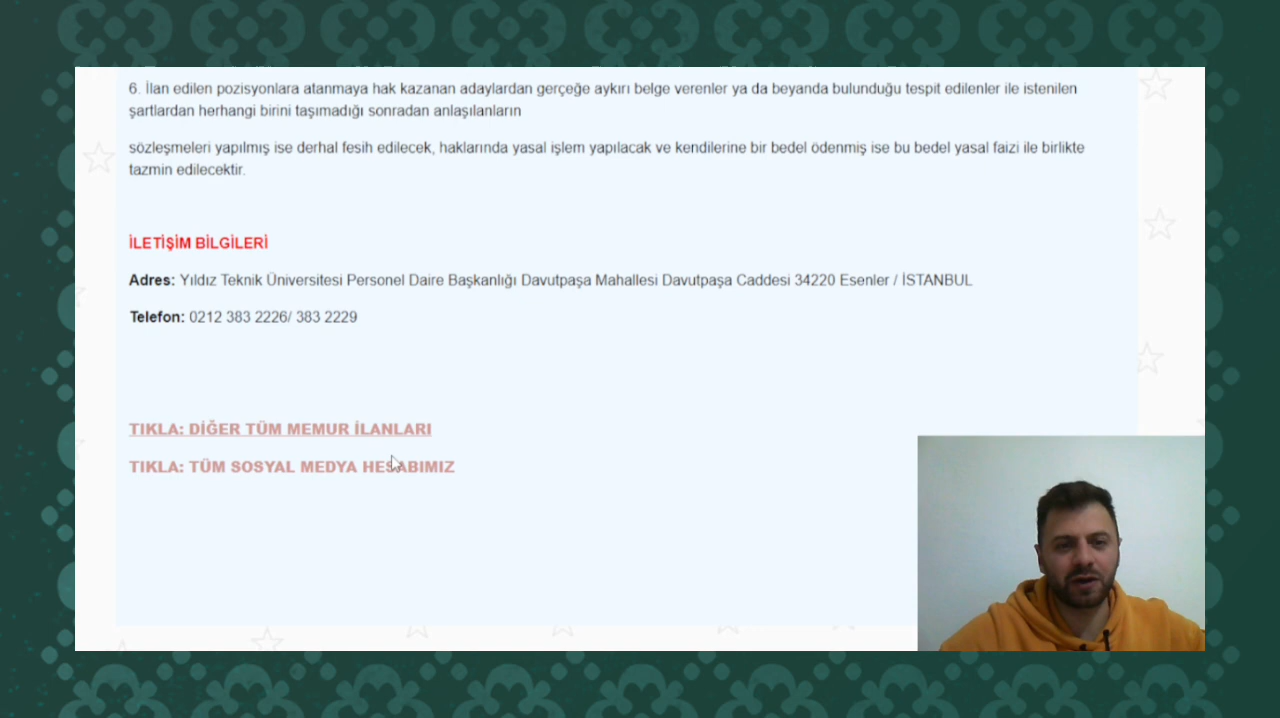 6. İlan edilen pozisyonlara atanmaya hak kazanan adaylardan gerçeğe aykırı belge verenler ya da beyanda bulunduğu tespit edilenler ile istenilen
şartlardan herhangi birini taşımadığı sonradan anlaşılanların
sözleşmeleri yapılmış ise derhal fesih edilecek, haklarında yasal işlem yapılacak ve kendilerine bir bedel ödenmiş ise bu bedel yasal faizi ile birlikte
tazmin edilecektir.
İLETİŞİM BİLGİLERİ
Adres: Yıldız Teknik Üniversitesi Personel Daire Başkanlığı Davutpaşa Mahallesi Davutpaşa Caddesi 34220 Esenler / İSTANBUL
Telefon: 0212 383 2226/ 383 2229
TIKLA: DİĞER TÜM MEMUR İLANLARI
TIKLA: TÜM SOSYAL MEDYA HESABIMIZ